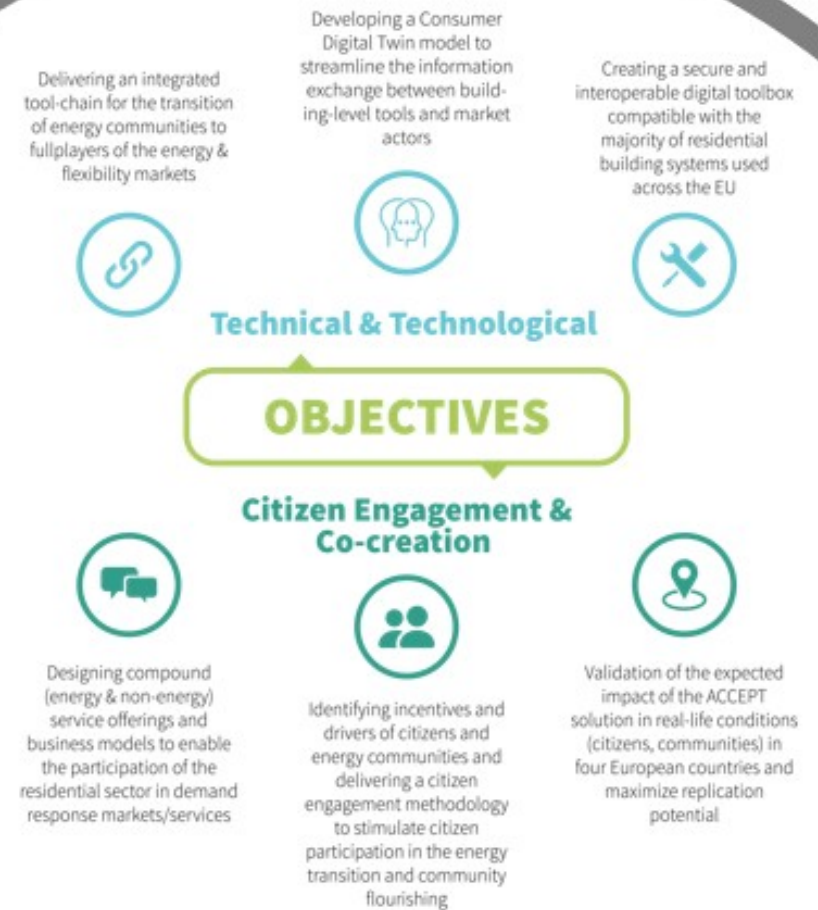 Delivering an integrated
tool-chain for the transition
of energy communities to
fullplayers of the energy &
flexibility markets
Developing a Consumer
Digital Twin model to
streamline the information
exchange between build-
ing-level tools and market
actors
Creating a secure and
interoperable digital toolbox
compatible with the
majority of residential
building systems used
across the EU
Technical & Technological
OBJECTIVES
Citizen Engagement &
Co-creation
Designing compound
(energy & non-energy)
service offerings and
business models to enable
the participation of the
residential sector in demand
response markets/services
Identifying incentives and
drivers of citizens and
energy communities and
delivering a citizen
engagement methodology
to stimulate citizen
participation in the energy
transition and community
flourishing
Validation of the expected
impact of the ACCEPT
solution in real-life conditions
(citizens, communities) in
four European countries and
maximize replication
potential